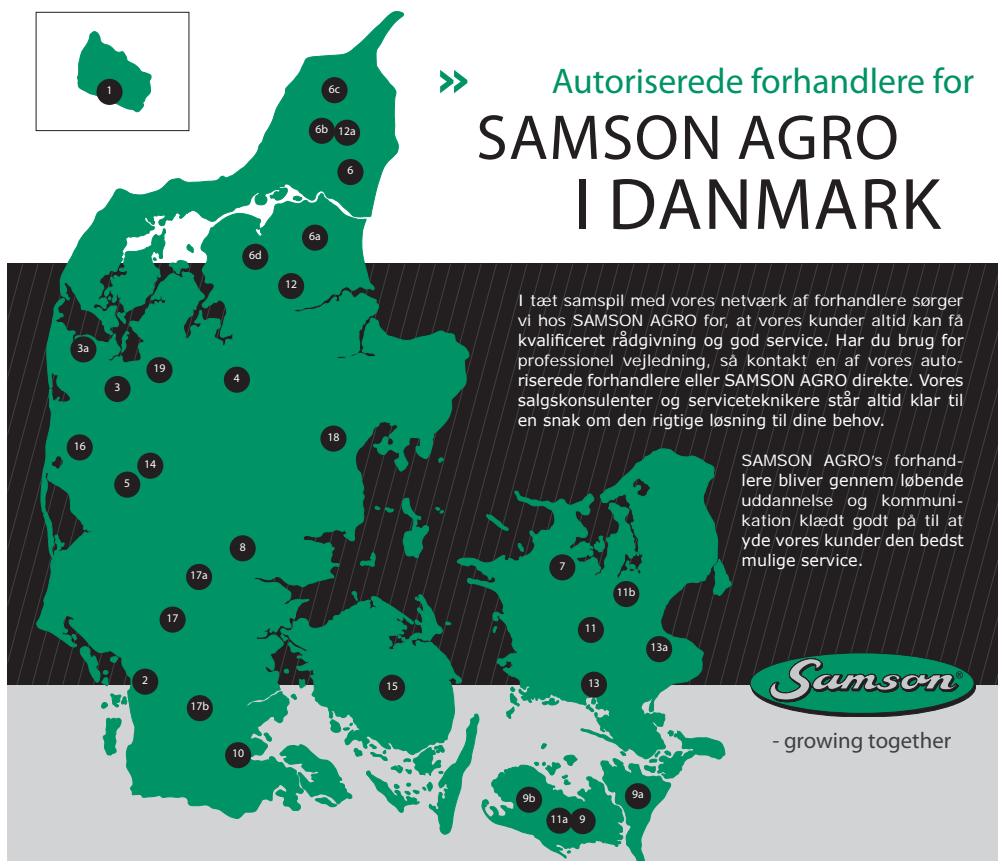 »
Autoriserede forhandlere for
SAMSON AGRO
I DANMARK
I tæt samspil med vores netværk af forhandlere sørger
vi hos SAMSON AGRO for, at vores kunder altid kan få
kvalificeret rådgivning og god service. Har du brug for
professionel vejledning, så kontakt en af vores auto-
riserede forhandlere eller SAMSON AGRO direkte. Vores
salgskonsulenter og serviceteknikere står altid klar til
en snak om den rigtige løsning til dine behov.
SAMSON AGRO's forhand-
lere bliver gennem løbende
uddannelse og kommuni-
kation klædt godt på til at
yde vores kunder den bedst
mulige service.
Samson®
- growing together
1
6c
6b
12a
6
6a
6d
12
3a
19
3
4
18
16
14
5
8
7
17a
11b
17
11
13a
2
15
13
17b
10
9b
9a
11a
9